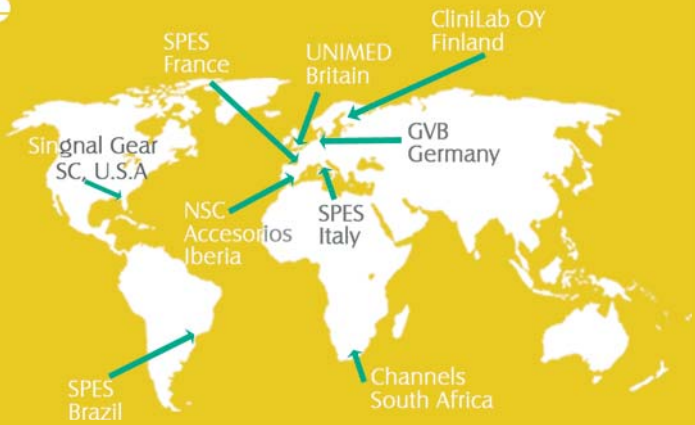 CliniLab OY
Finland
SPES
France
UNIMED
Britain
GVB
Germany
Singnal Gear
SC, U.S.A
NSC
Accesorios
Iberia
SPES
Italy
SPES
Brazil
Channels
South Africa